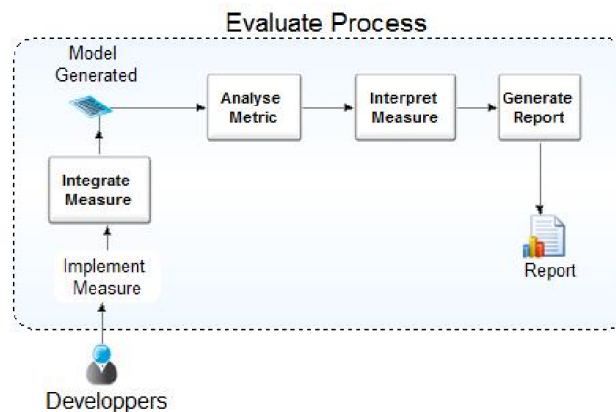 Evaluate Process
Model
Generated
Analyse
Metric
Interpret
Measure
Generate
Report
Integrate
Measure
Implement
Measure
Report
Developpers